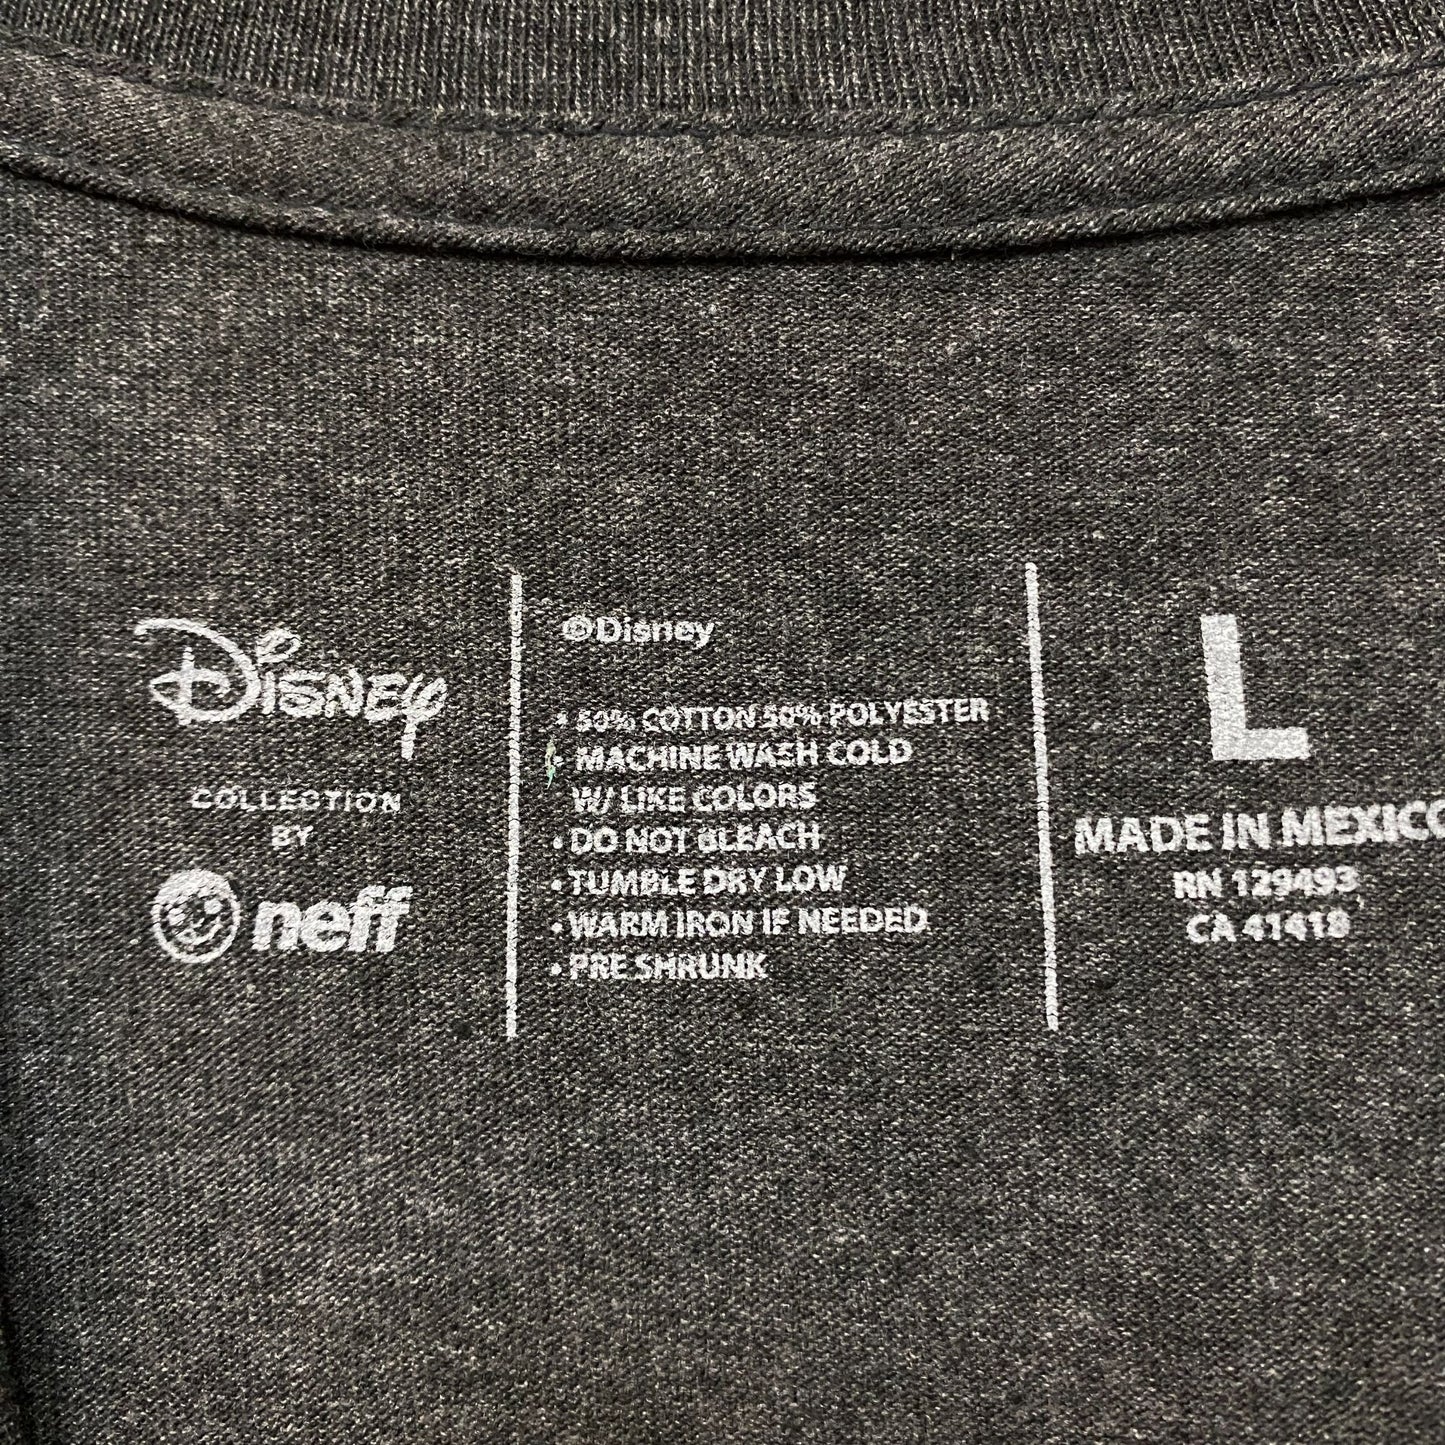 Disney
COLLECTION
BY
neff
©Disney
• 50% COTTON 50% POLYESTER
• MACHINE WASH COLD
W/ LIKE COLORS
• DO NOT BLEACH
• TUMBLE DRY LOW
• WARM IRON IF NEEDED
• PRE SHRUNK
L
MADE IN MEXICO
RN 129493
CA 41418